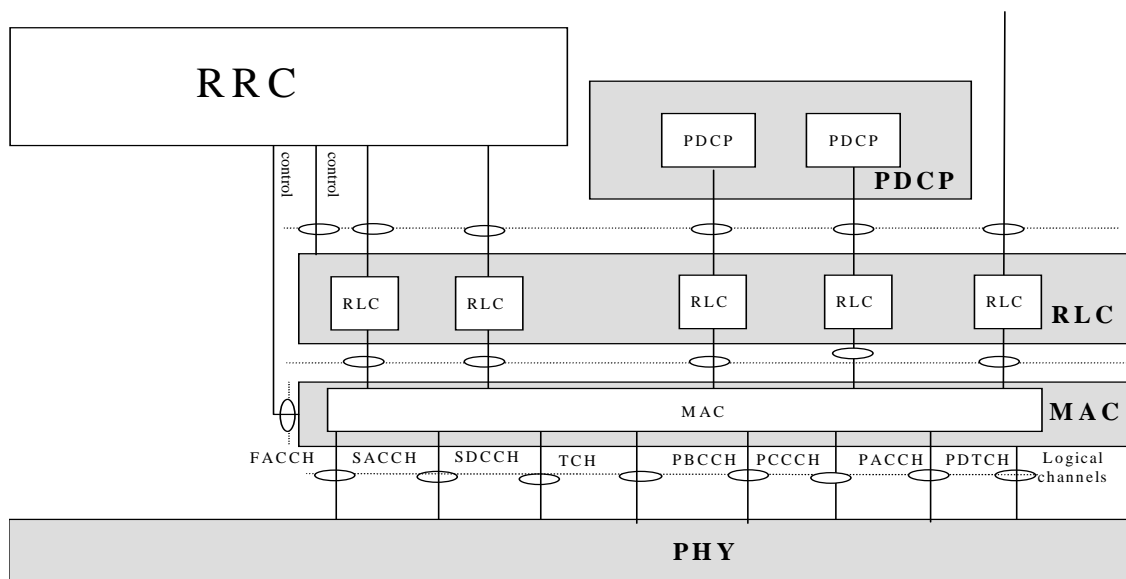 RRC
control
control
PDCP
PDCP
PDCP
RLC
RLC
RLC
RLC
RLC
RLC
MAC
MAC
FACCH
SACCH
SDCCH
TCH
PBCCH
PCCCH
PACCH
PDTCH
Logical
channels
PHY